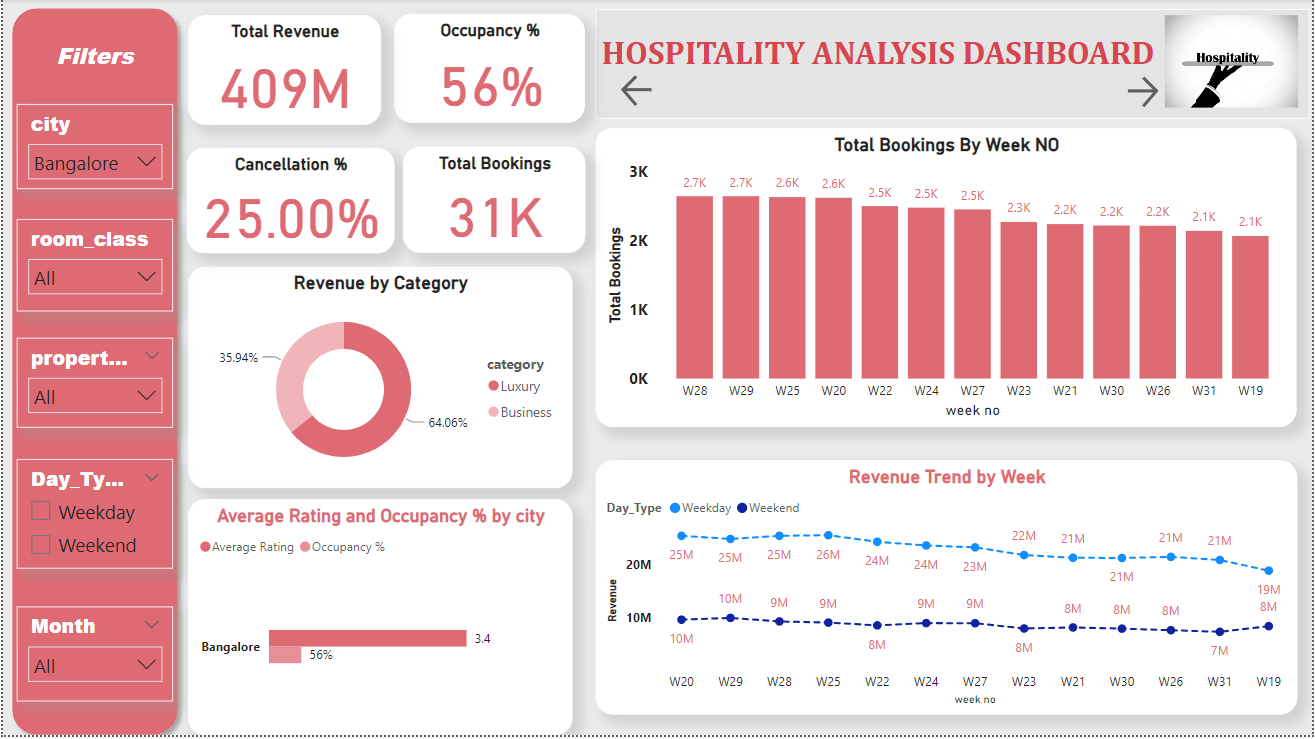 Filters
city
Bangalore
room_class
All
propert...
All
Day_Ty...
Weekday
Weekend
Month
All
Total Revenue
409M
Occupancy %
56%
Cancellation %
25.00%
Total Bookings
31K
HOSPITALITY ANALYSIS DASHBOARD
Hospitality
Revenue by Category
35.94%
64.06%
category
Luxury
Business
Average Rating and Occupancy % by city
Average Rating Occupancy %
Bangalore
3.4
56%
Total Bookings By Week NO
Total Bookings
3K
2K
1K
0K
2.7K 2.7K 2.6K 2.6K 2.5K 2.5K 2.5K 2.3K 2.2K 2.2K 2.2K 2.1K 2.1K
W28 W29 W25 W20 W22 W24 W27 W23 W21 W30 W26 W31 W19
week no
Revenue Trend by Week
Day_Type Weekday Weekend
Revenue
20M
10M
25M 25M 25M 26M 24M 24M 23M 22M 21M 21M 21M 21M 19M
10M 10M 9M 9M 8M 9M 9M 8M 8M 8M 8M 7M 8M
W20 W29 W28 W25 W22 W24 W27 W23 W21 W30 W26 W31 W19
week no